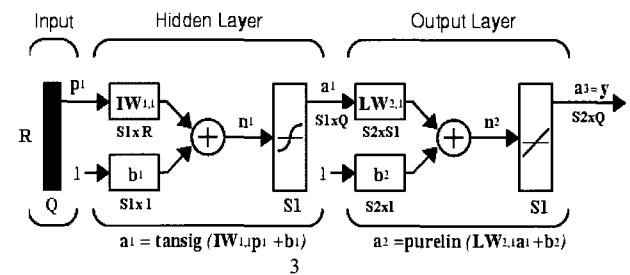 Input Hidden Layer Output Layer
p1 a1 a3=y
IW1,1 LW2,1
S1xR n1 S1xQ S2xS1 n2 S2xQ
R
1 b1 1 b2
Q S1x1 S1 S2x1 S1
a1 = tansig (IW1,1p1 +b1) a2 =purelin (LW2,1a1+b2)
3